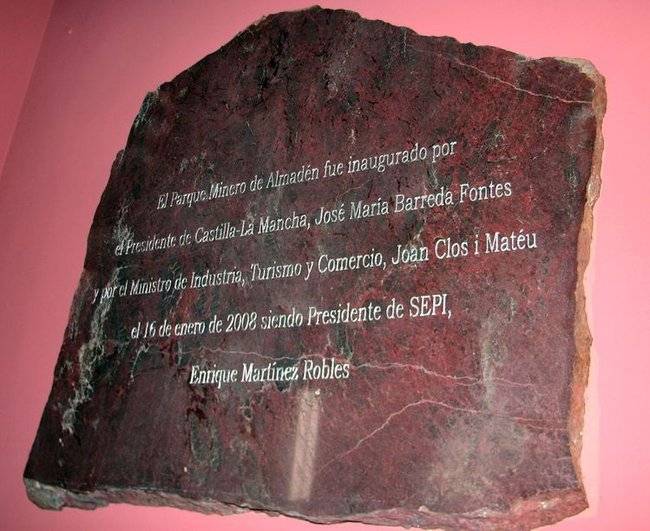 El Parque Minero de Almadén fue inaugurado por
el Presidente de Castilla-La Mancha, José María Barreda Fontes
y por el Ministro de Industria, Turismo y Comercio, Joan Clos i Matéu
el 16 de enero de 2008 siendo Presidente de SEPI,
Enrique Martínez Robles